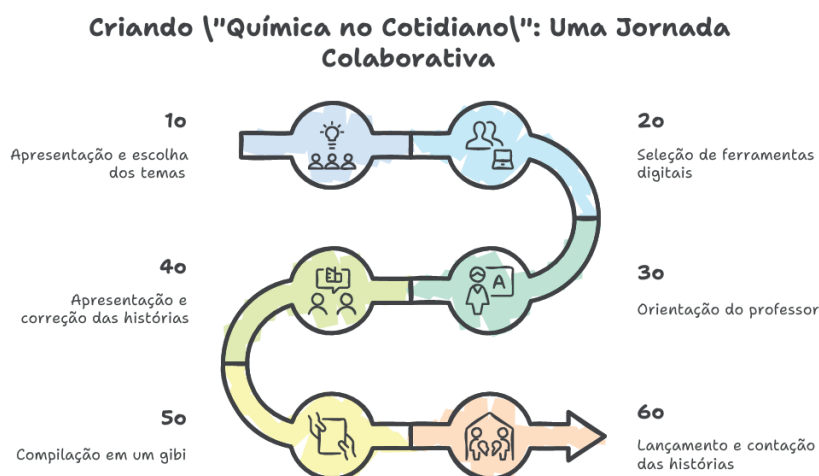 Criando \"Química no Cotidiano\": Uma Jornada
Colaborativa
1o
Apresentação e escolha
dos temas
2o
Seleção de ferramentas
digitais
3o
Orientação do professor
A
4o
Apresentação e
correção das histórias
5o
Compilação em um gibi
6o
Lançamento e contação
das histórias